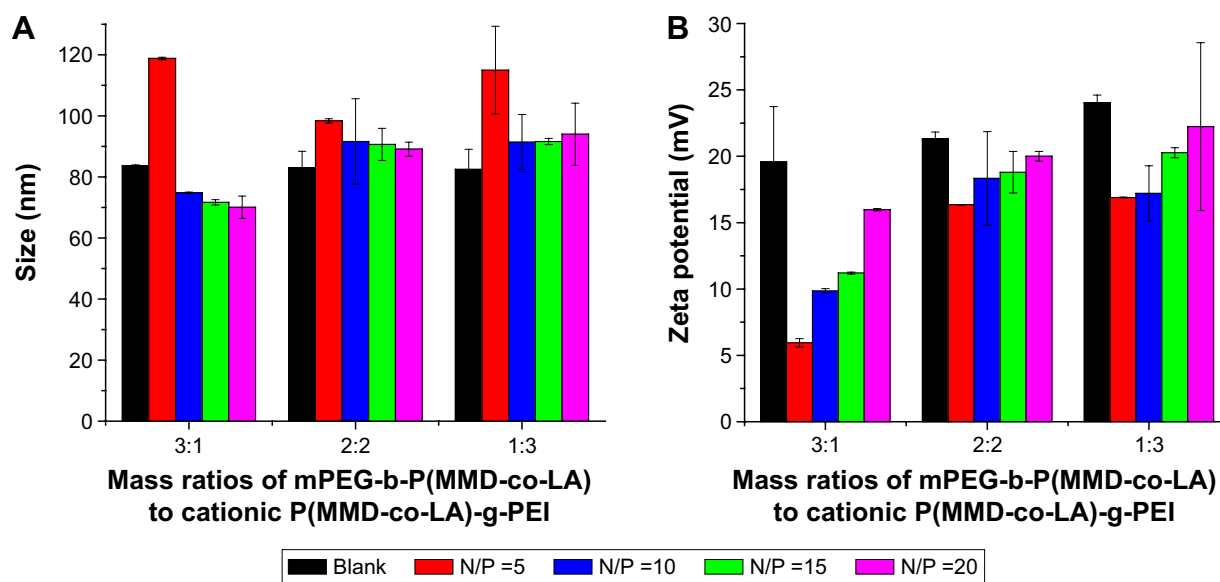 A
Size (nm)
120
100
80
60
40
20
0
3:1
2:2
1:3
Mass ratios of mPEG-b-P(MMD-co-LA)
to cationic P(MMD-co-LA)-g-PEI
B
Zeta potential (mV)
30
25
20
15
10
5
0
3:1
2:2
1:3
Mass ratios of mPEG-b-P(MMD-co-LA)
to cationic P(MMD-co-LA)-g-PEI
Blank
N/P =5
N/P =10
N/P =15
N/P =20